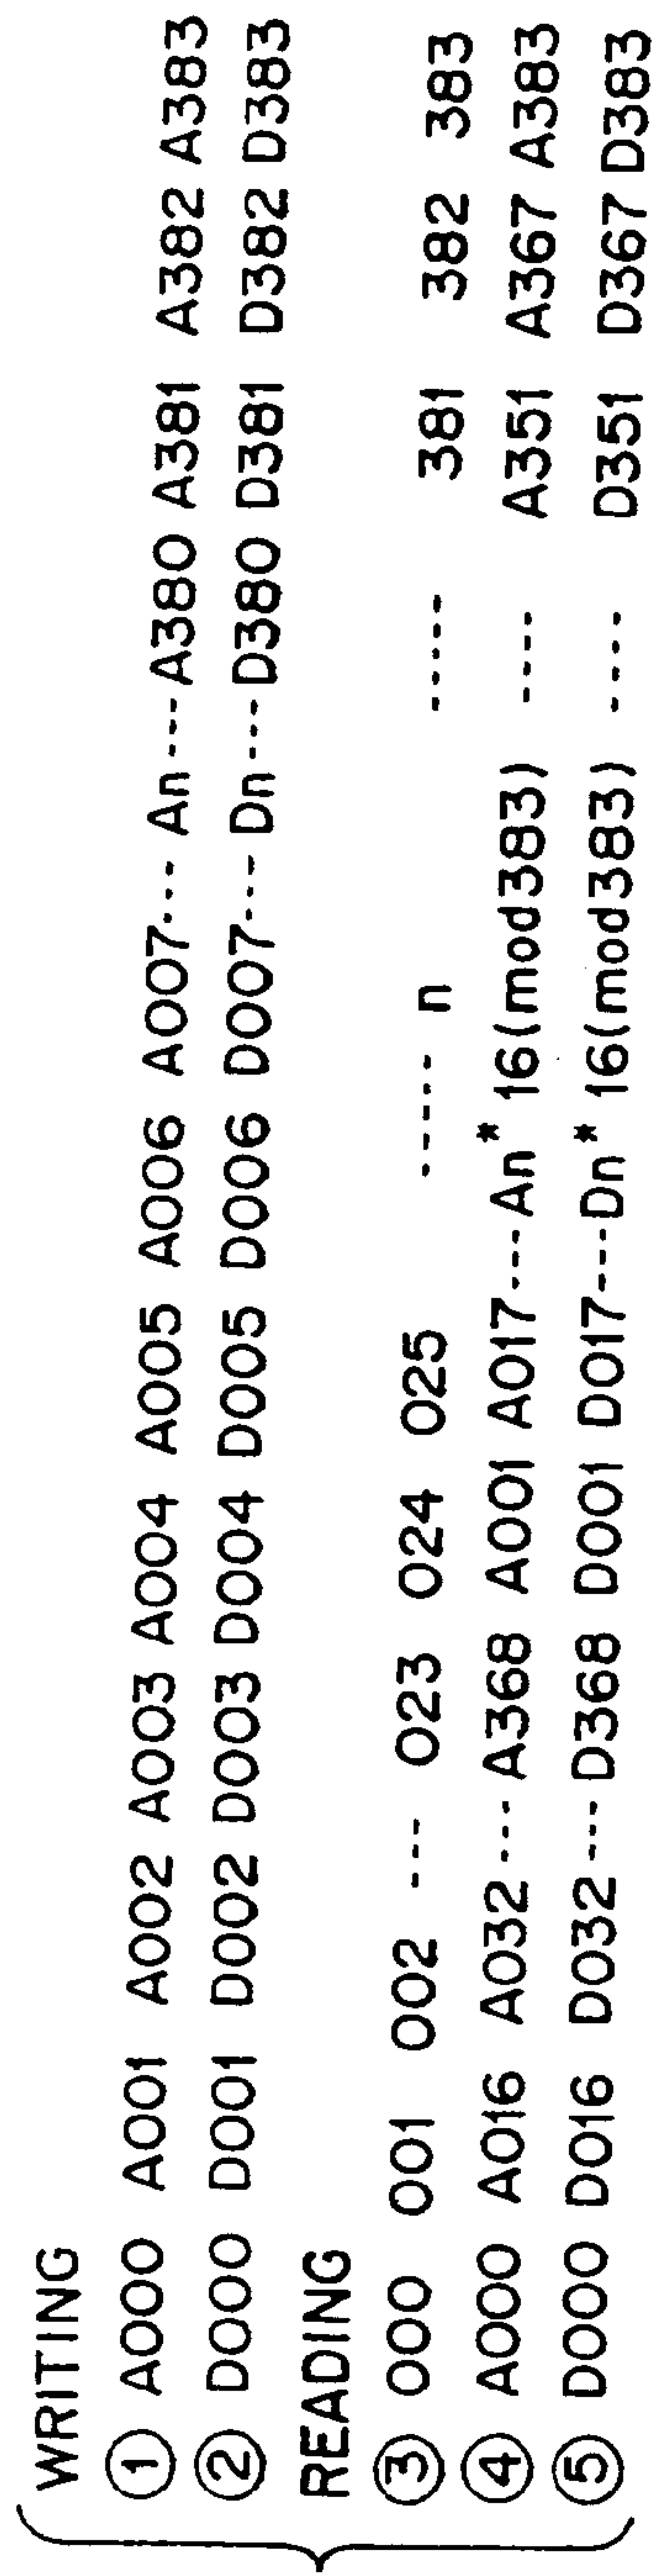 WRITING
① A000 A001 A002 A003 A004 A005 A006 A007--- An ---A380 A381 A382 A383
② D000 D001 D002 D003 D004 D005 D006 D007--- Dn ---D380 D381 D382 D383
READING
③ 000 001 002 --- 023 024 025 ----- n ----- 381 382 383
④ A000 A016 A032 --- A368 A001 A017---An* 16(mod383) ---- A351 A367 A383
⑤ D000 D016 D032 --- D368 D001 D017---Dn* 16(mod383) ---- D351 D367 D383